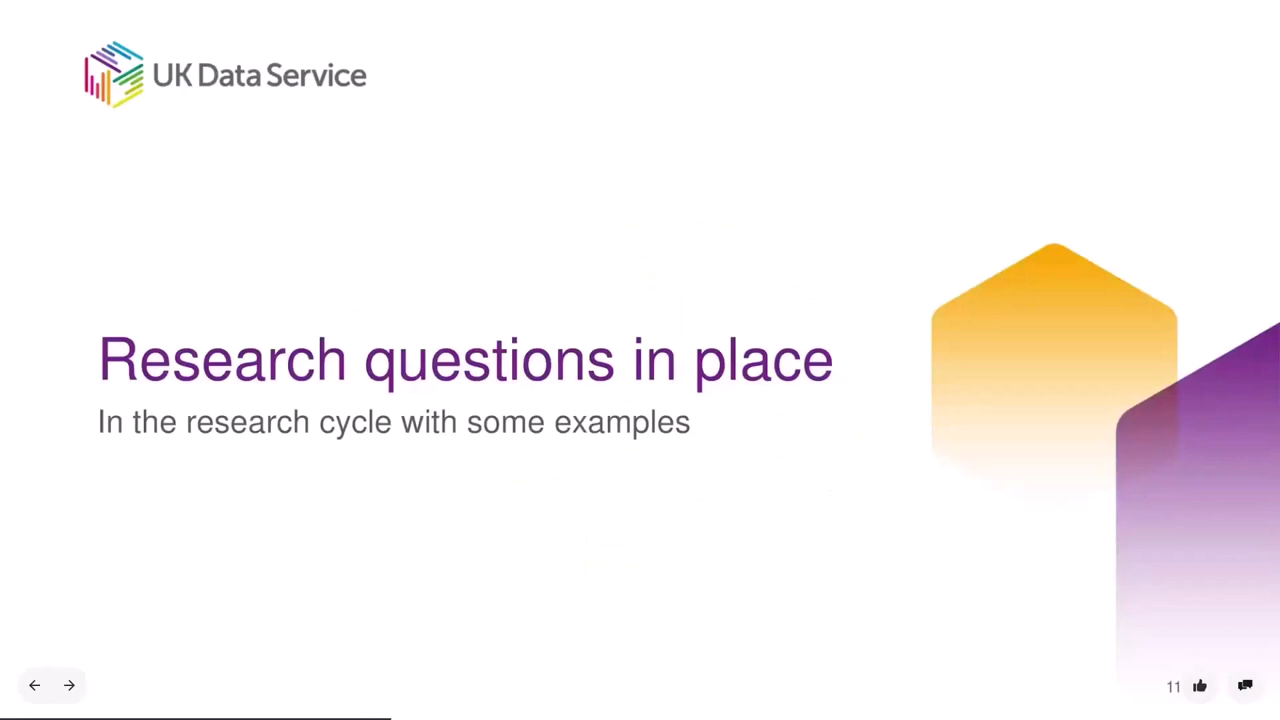 UK Data Service
Research questions in place
In the research cycle with some examples
11